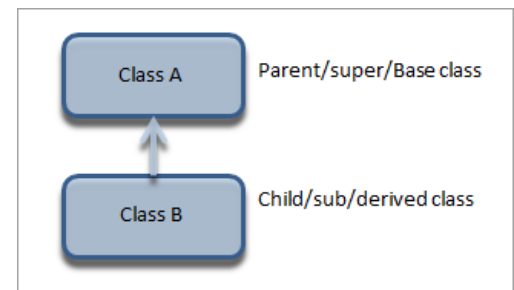 Class A
Parent/super/Base class
Class B
Child/sub/derived class